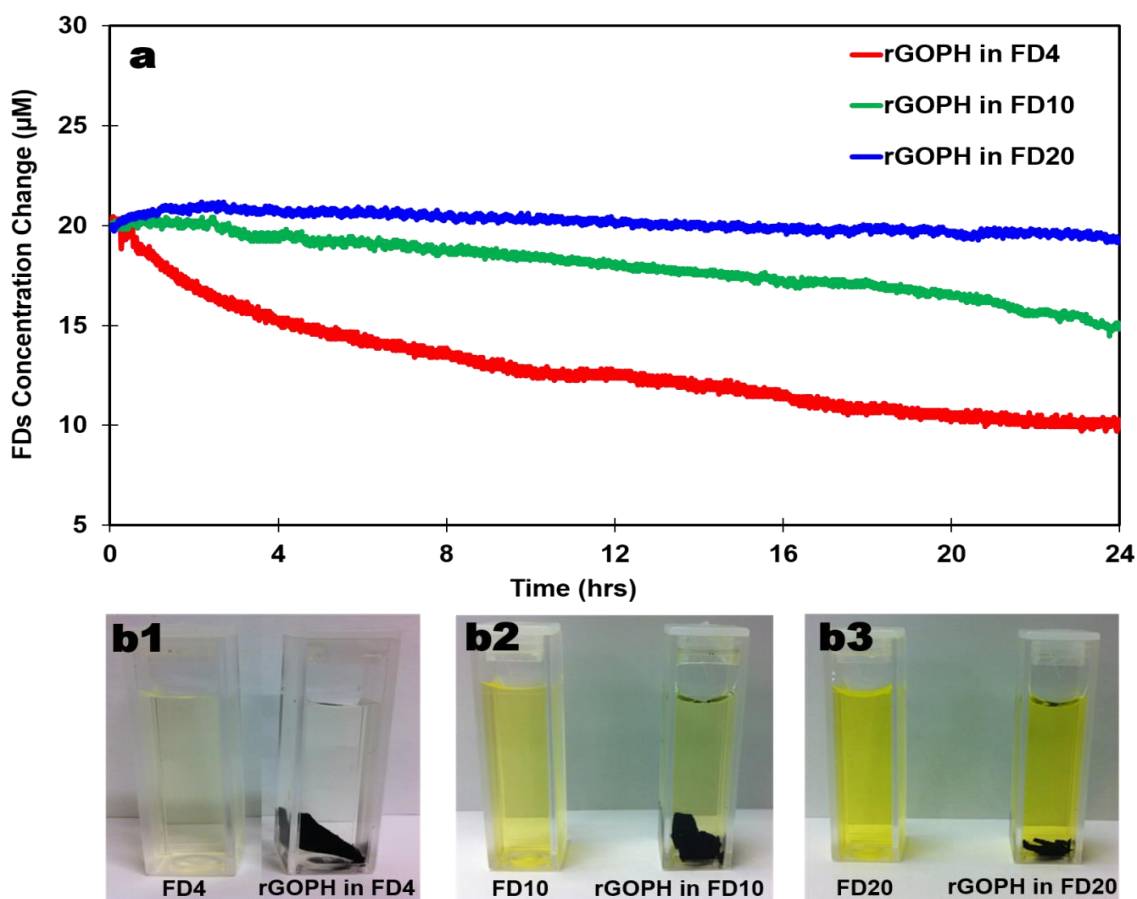 a
rGOPH in FD4
rGOPH in FD10
rGOPH in FD20
FDs Concentration Change (µM)
30
25
20
15
10
5
0
4
8
12
16
20
24
Time (hrs)
b1
FD4
rGOPH in FD4
b2
FD10
rGOPH in FD10
b3
FD20
rGOPH in FD20